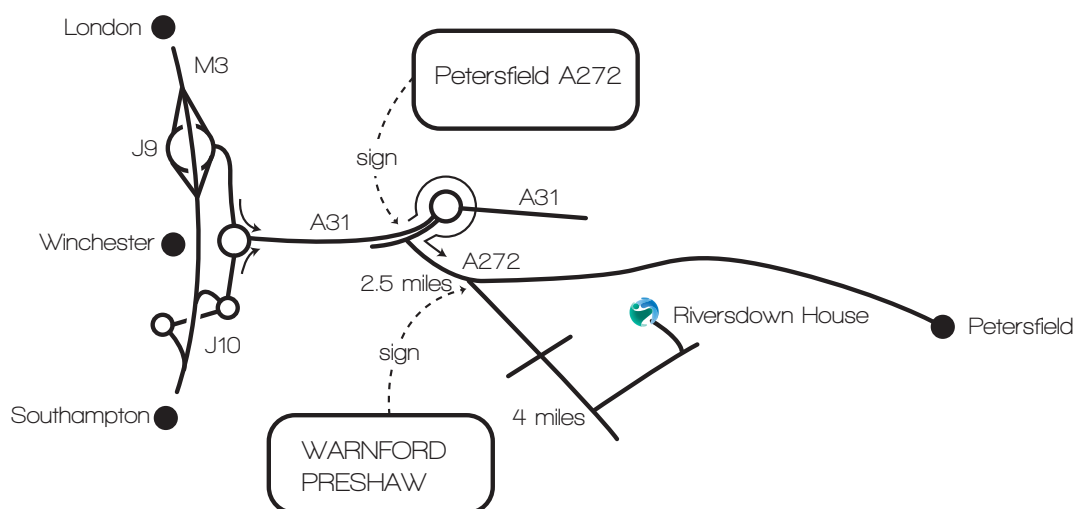 London
M3
Petersfield A272
J9
sign
A31
A31
Winchester
A272
2.5 miles
Riversdown House
Petersfield
J10
sign
Southampton
4 miles
WARNFORD
PRESHAW